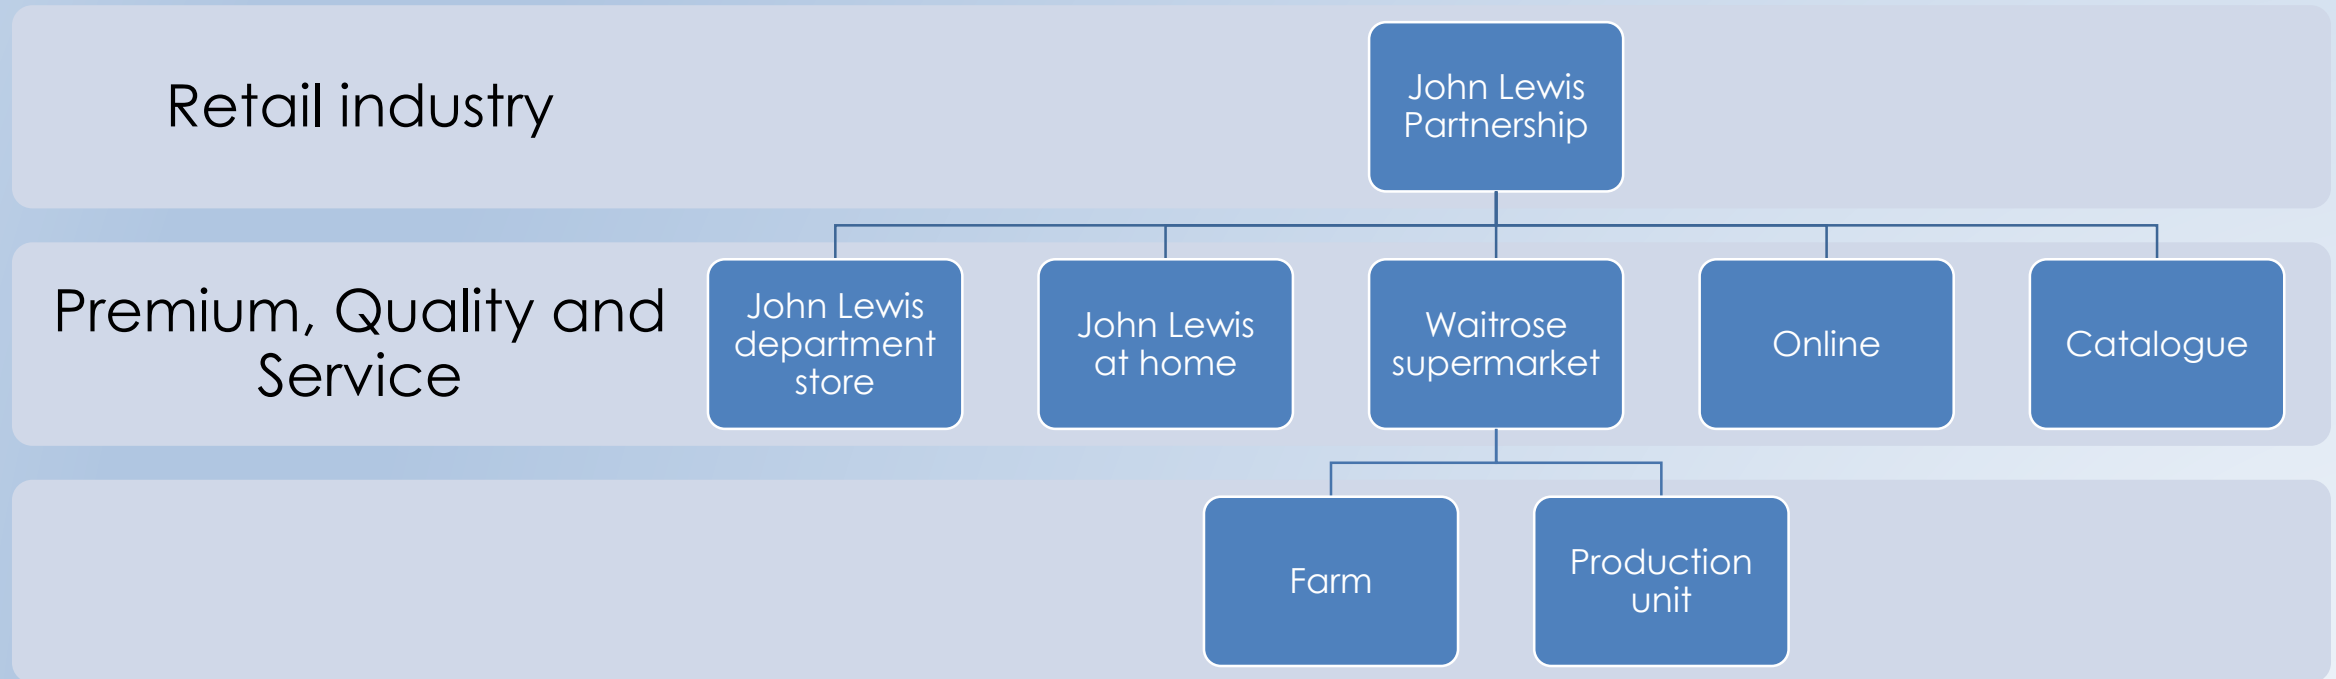 Retail industry
John Lewis
Partnership
Premium, Quality and
Service
John Lewis
department
store
John Lewis
at home
Waitrose
supermarket
Online
Catalogue
Farm
Production
unit